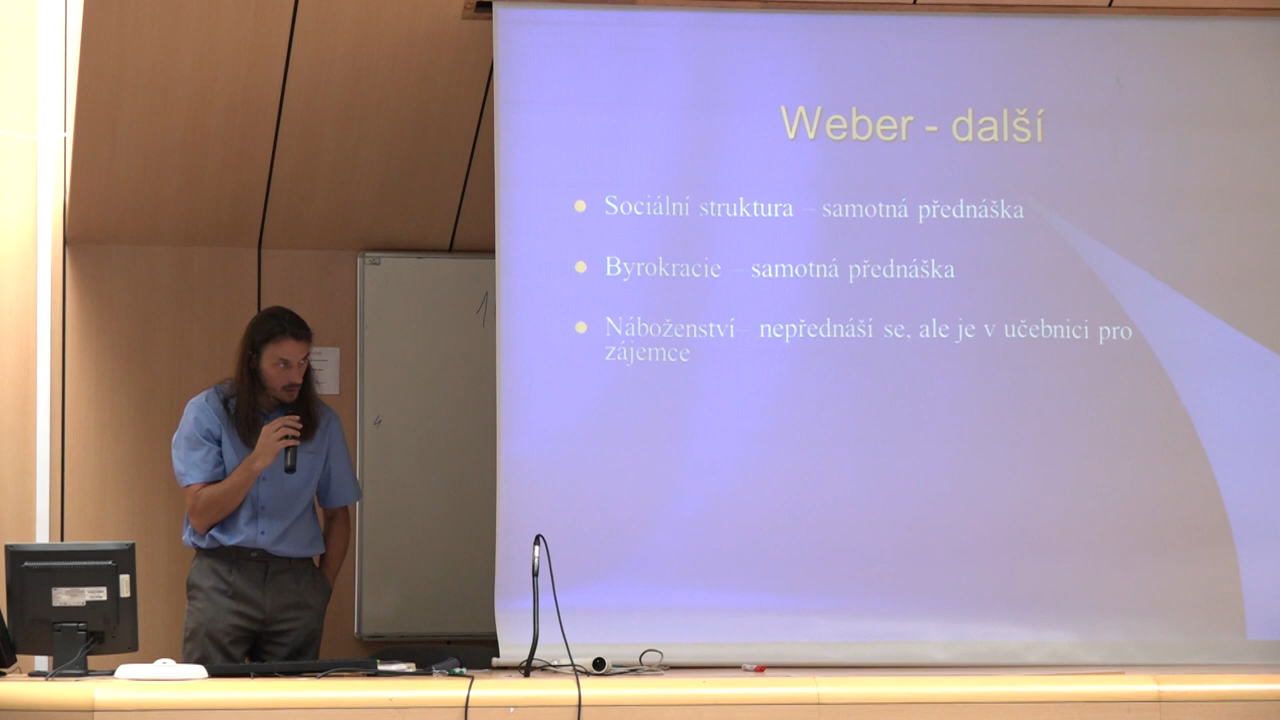 Weber - další
Sociální struktura – samotná přednáška
Byrokracie – samotná přednáška
Náboženství – nepřednáší se, ale je v učebnici pro
zájemce